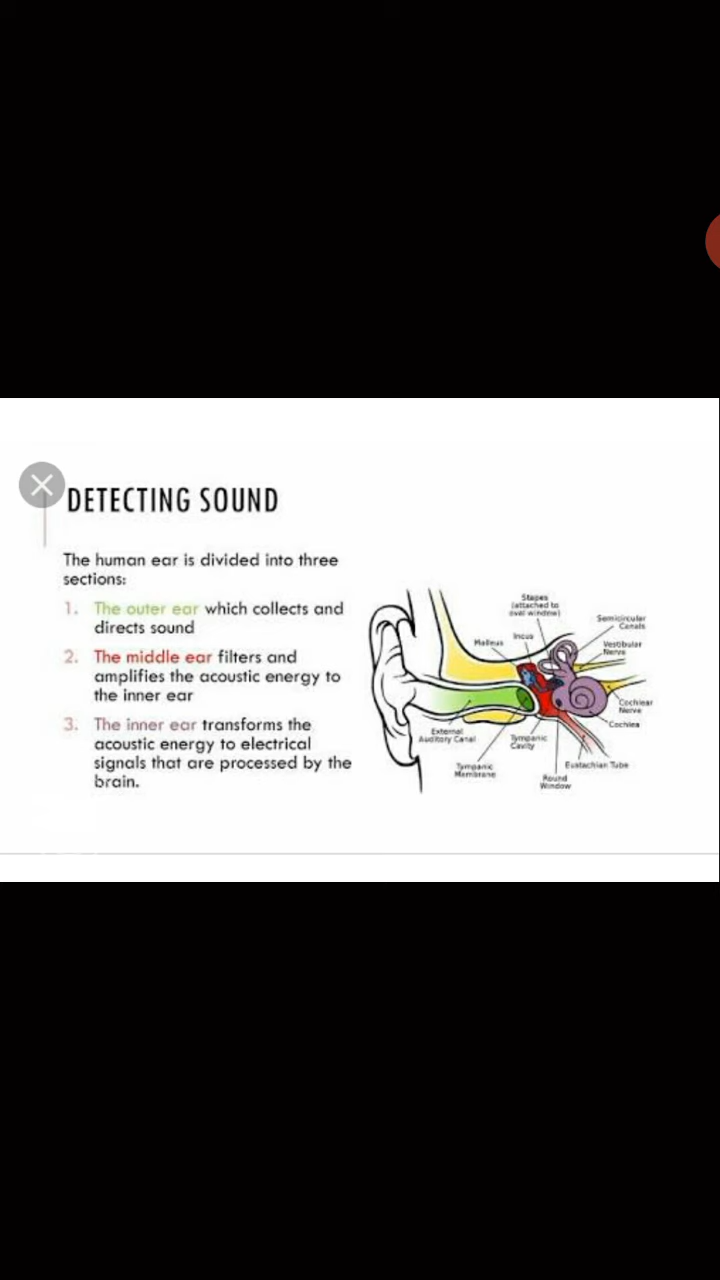 DETECTING SOUND
The human ear is divided into three
sections:
1. The outer ear which collects and
directs sound
2. The middle ear filters and
amplifies the acoustic energy to
the inner ear
3. The inner ear transforms the
acoustic energy to electrical
signals that are processed by the
brain.
Stapes
(attached to
oval window)
Semicircular
Canals
Incus
Malleus
Vestibular
Nerve
Cochlear
Nerve
Cochlea
External
Auditory Canal
Tympanic
Cavity
Eustachian Tube
Tympanic
Membrane
Round
Window